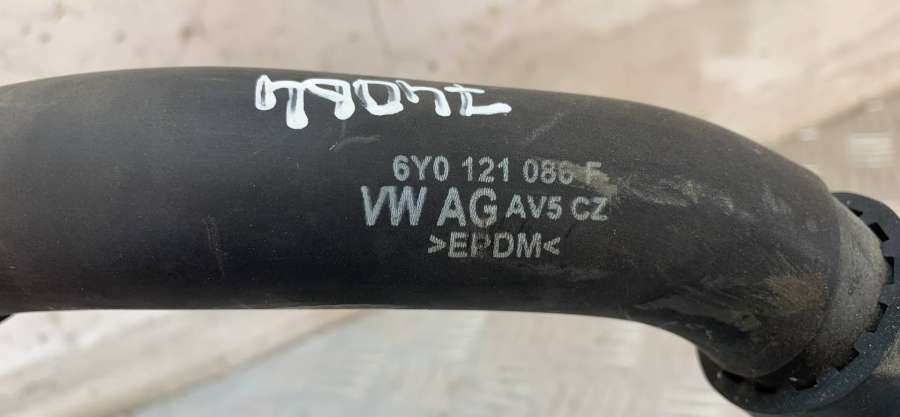 6Y0 121 086 F
VW AG AV5 CZ
>EPDM<